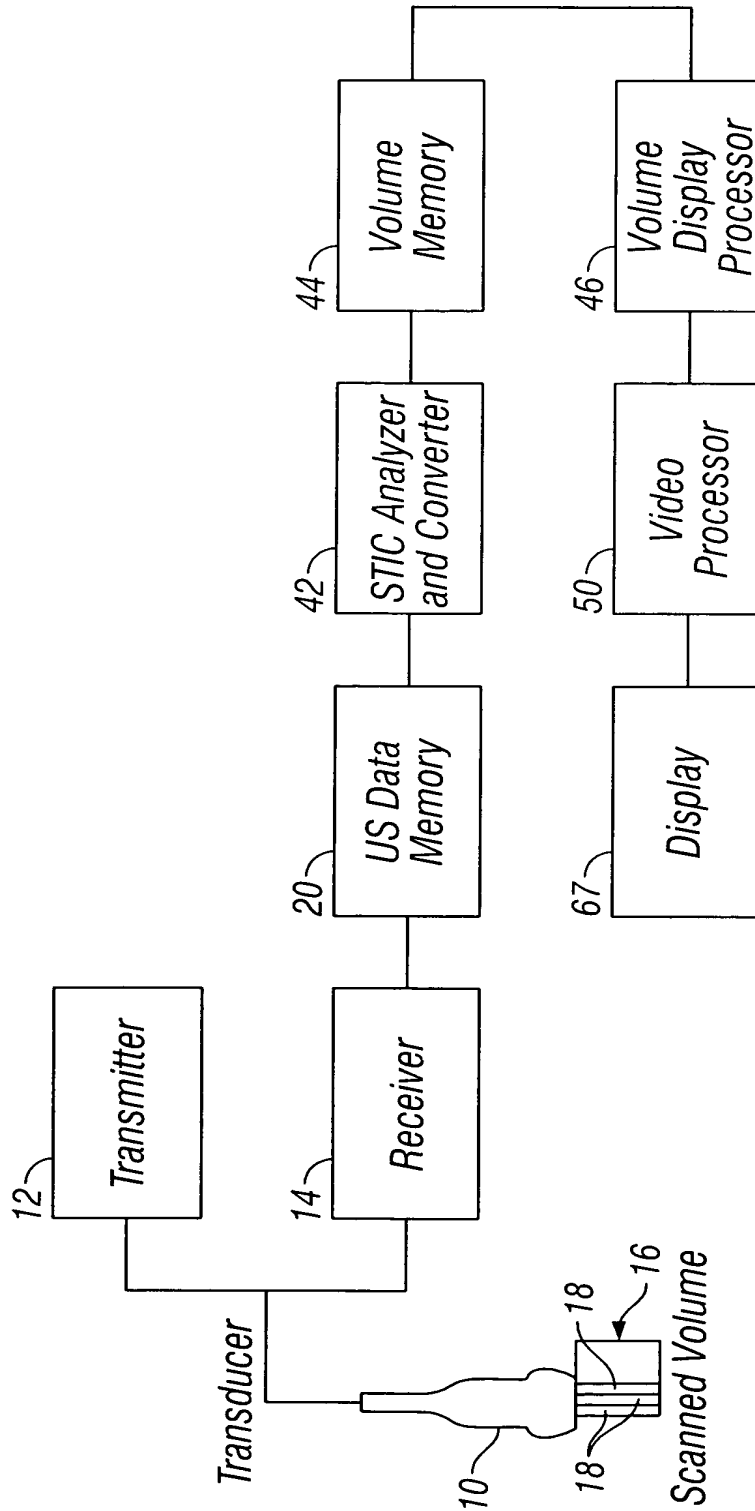 12
Transmitter
Transducer
14
Receiver
20
US Data
Memory
42
STIC Analyzer
and Converter
44
Volume
Memory
10
18
16
18
Scanned Volume
67
Display
50
Video
Processor
46
Volume
Display
Processor